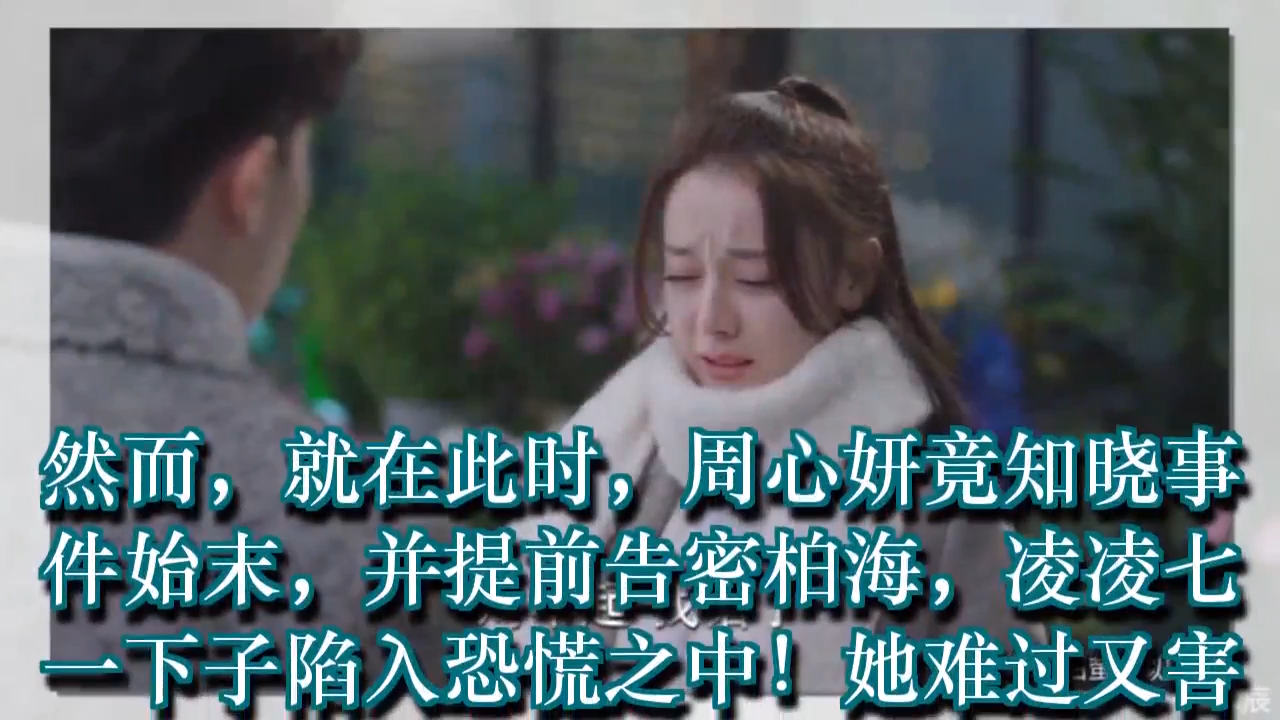 然而，就在此时，周心妍竟知晓事
件始末，并提前告密柏海，凌凌七
一下子陷入恐慌之中！她难过又害
辰